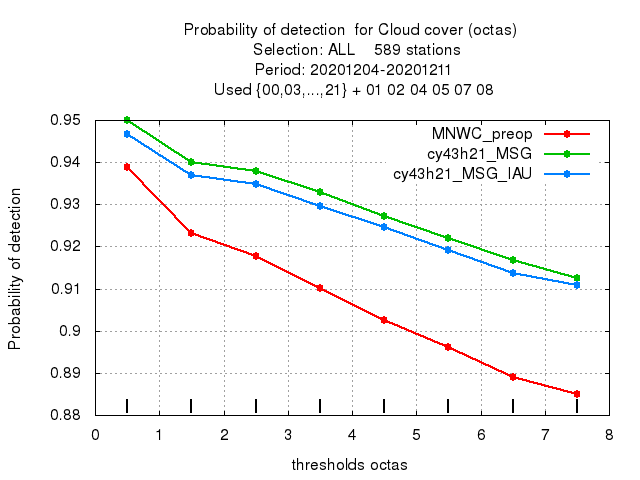 Probability of detection  for Cloud cover (octas)
Selection: ALL    589 stations
Period: 20201204-20201211
Used {00,03,...,21} + 01 02 04 05 07 08
MNWC_preop
cy43h21_MSG
cy43h21_MSG_IAU
Probability of detection
0.95
0.94
0.93
0.92
0.91
0.9
0.89
0.88
0 1 2 3 4 5 6 7 8
thresholds octas